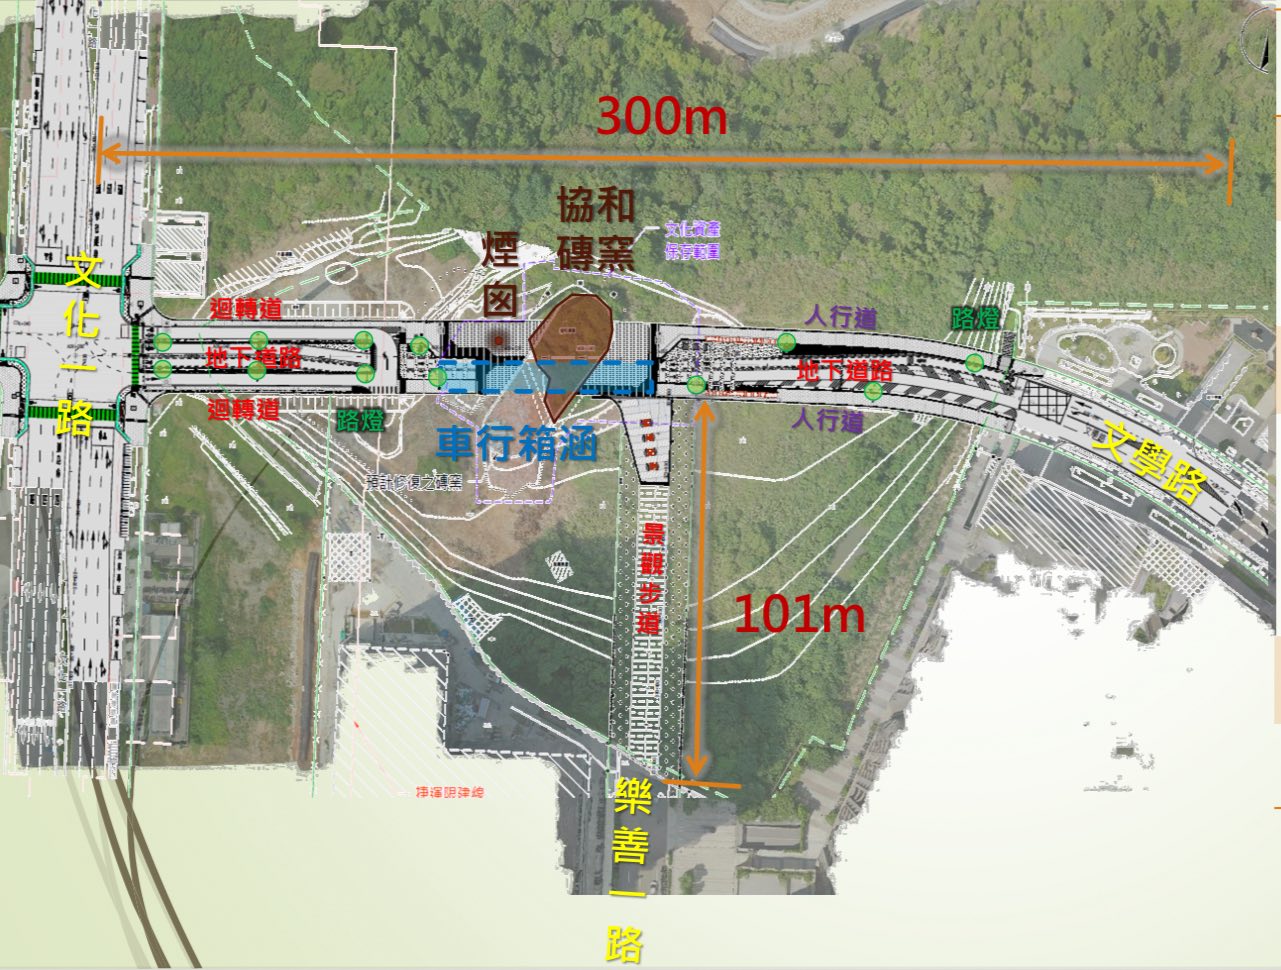 300m
協和
磚窯
煙
囪
文化資產
保存範圍
文化一路
迴轉道
人行道
路燈
地下道路
地下道路
迴轉道
路燈
人行道
車行箱涵
文學路
預計修復之磚窯
景觀步道
101m
捷運限建線
樂善一路